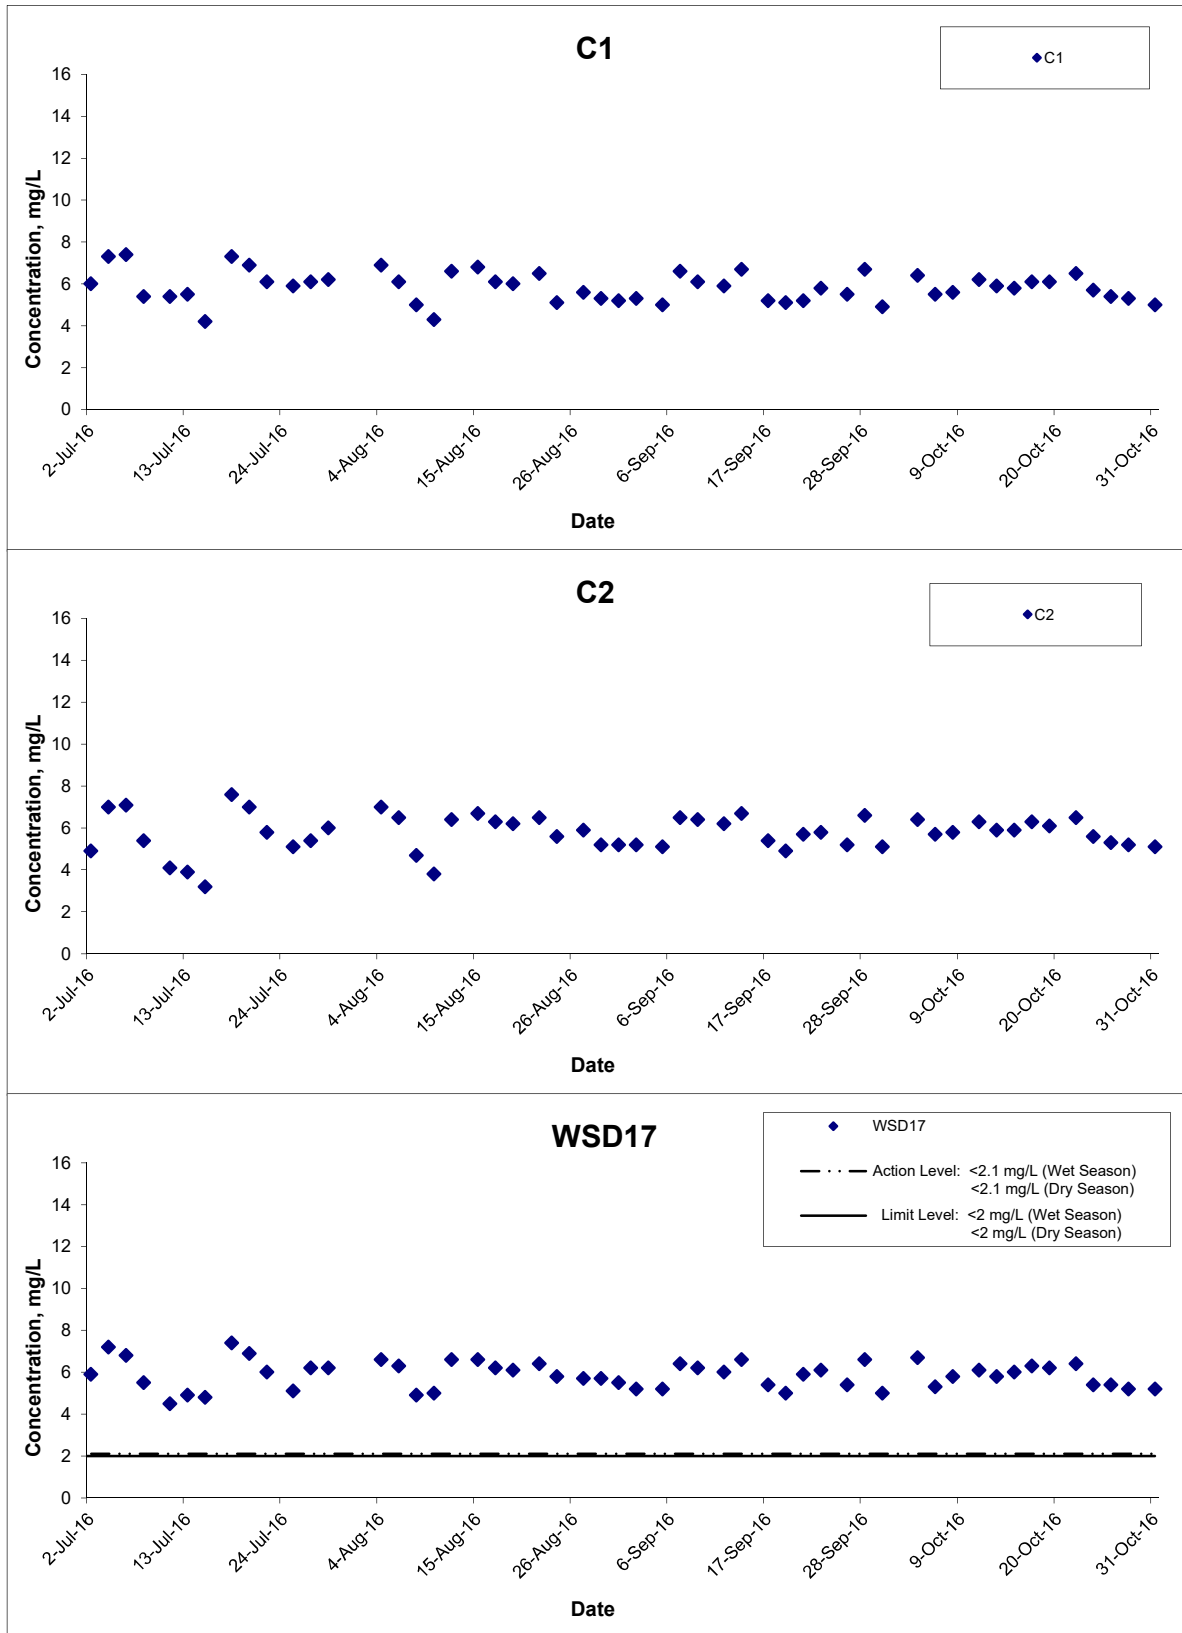 C1
C1
Concentration, mg/L
16
14
12
10
8
6
4
2
0
2-Jul-16
13-Jul-16
24-Jul-16
4-Aug-16
15-Aug-16
26-Aug-16
6-Sep-16
17-Sep-16
28-Sep-16
9-Oct-16
20-Oct-16
31-Oct-16
Date
C2
C2
Concentration, mg/L
16
14
12
10
8
6
4
2
0
2-Jul-16
13-Jul-16
24-Jul-16
4-Aug-16
15-Aug-16
26-Aug-16
6-Sep-16
17-Sep-16
28-Sep-16
9-Oct-16
20-Oct-16
31-Oct-16
Date
WSD17
WSD17
Action Level: <2.1 mg/L (Wet Season)
<2.1 mg/L (Dry Season)
Limit Level: <2 mg/L (Wet Season)
<2 mg/L (Dry Season)
Concentration, mg/L
16
14
12
10
8
6
4
2
0
2-Jul-16
13-Jul-16
24-Jul-16
4-Aug-16
15-Aug-16
26-Aug-16
6-Sep-16
17-Sep-16
28-Sep-16
9-Oct-16
20-Oct-16
31-Oct-16
Date